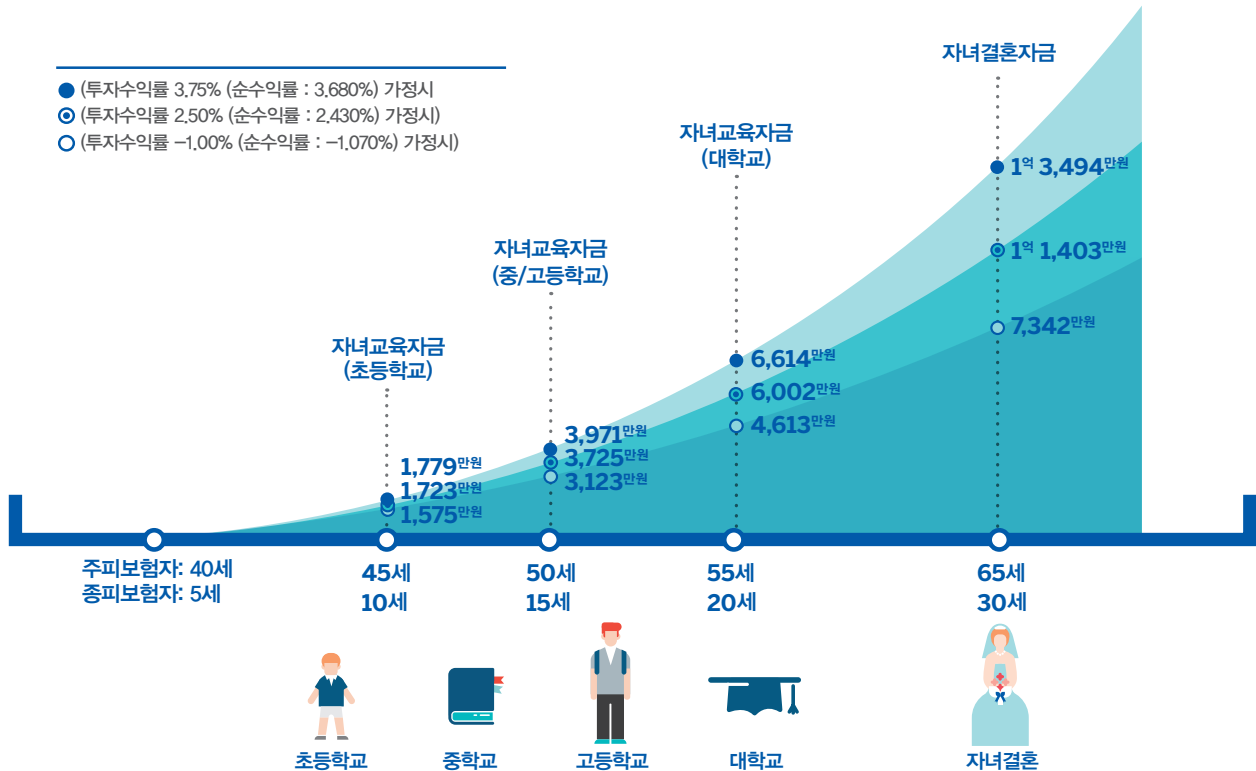 (투자수익률 3.75% (순수익률 : 3.680%) 가정시
(투자수익률 2.50% (순수익률 : 2.430%) 가정시)
(투자수익률 -1.00% (순수익률 : -1.070%) 가정시)
자녀결혼자금
1억 3,494만원
1억 1,403만원
7,342만원
자녀교육자금
(대학교)
6,614만원
6,002만원
4,613만원
자녀교육자금
(중/고등학교)
3,971만원
3,725만원
3,123만원
자녀교육자금
(초등학교)
1,779만원
1,723만원
1,575만원
주피보험자: 40세
종피보험자: 5세
45세
10세
50세
15세
55세
20세
65세
30세
초등학교
중학교
고등학교
대학교
자녀결혼